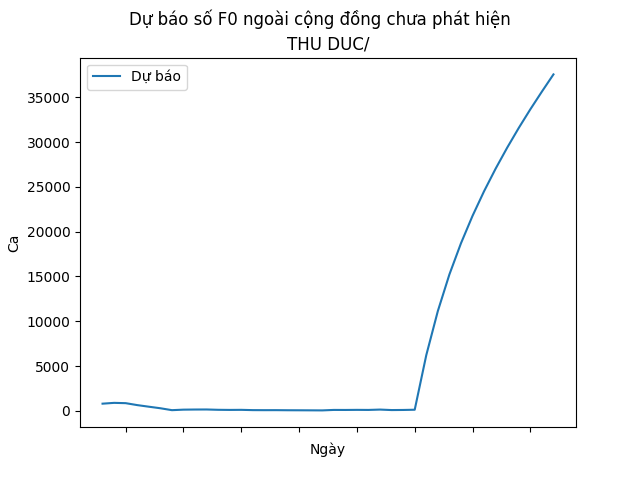 Dự báo số F0 ngoài cộng đồng chưa phát hiện
THU DUC/
Dự báo
35000
30000
25000
20000
15000
10000
5000
0
Ca
Ngày